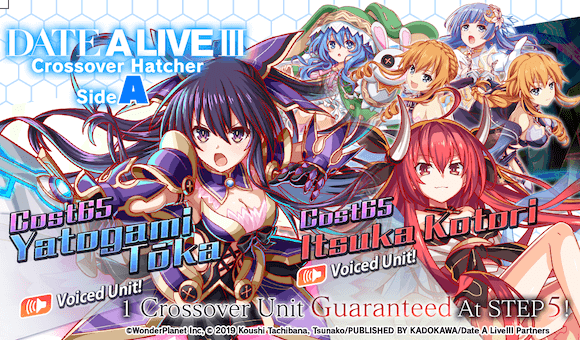 DATE A LIVE III
Crossover Hatcher
Side A
Cost65
Yatogami
Tōka
Voiced Unit!
Cost65
Itsuka Kotori
Voiced Unit!
1 Crossover Unit Guaranteed At STEP 5!
©WonderPlanet Inc, © 2019 Koushi Tachibana, Tsunako/PUBLISHED BY KADOKAWA/Date A LiveIII Partners